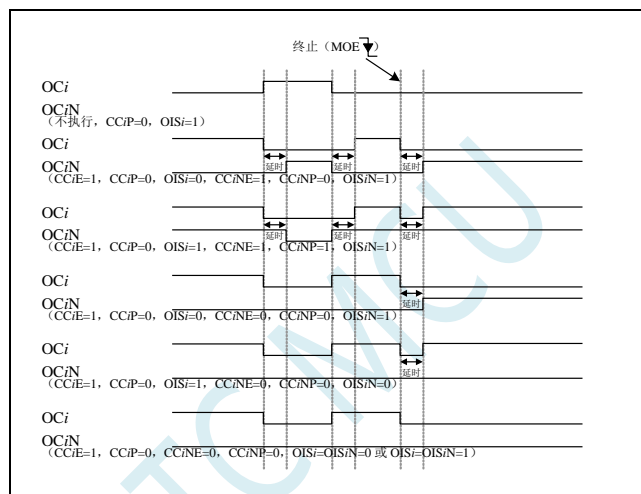 终止（MOE）
OCi
OCiN
（不执行，CCiP=0，OISi=1）
OCi
延时 延时 延时
OCiN
（CCiE=1，CCiP=0，OISi=0，CCiNE=1，CCiNP=0，OISiN=1）
OCi
OCiN
延时 延时 延时
（CCiE=1，CCiP=0，OISi=1，CCiNE=1，CCiNP=1，OISiN=1）
OCi
OCiN
延时
（CCiE=1，CCiP=0，OISi=0，CCiNE=0，CCiNP=0，OISiN=1）
OCi
OCiN
延时
（CCiE=1，CCiP=0，OISi=1，CCiNE=0，CCiNP=0，OISiN=0）
OCi
OCiN
（CCiE=1，CCiP=0，CCiNE=0，CCiNP=0，OISi=OISiN=0 或 OISi=OISiN=1）
TC MCU